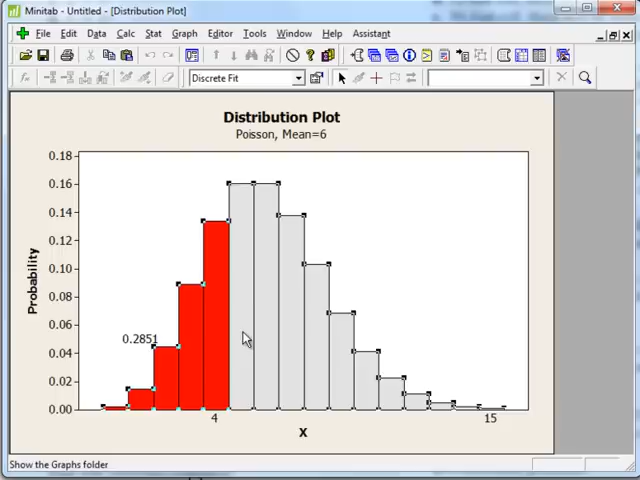 Minitab - Untitled - [Distribution Plot]
File Edit Data Calc Stat Graph Editor Tools Window Help Assistant
Discrete Fit
Distribution Plot
Poisson, Mean=6
0.18
0.16
0.14
0.12
0.10
0.08
0.06
0.04
0.02
0.00
Probability
0.2851
4
15
X
Show the Graphs folder